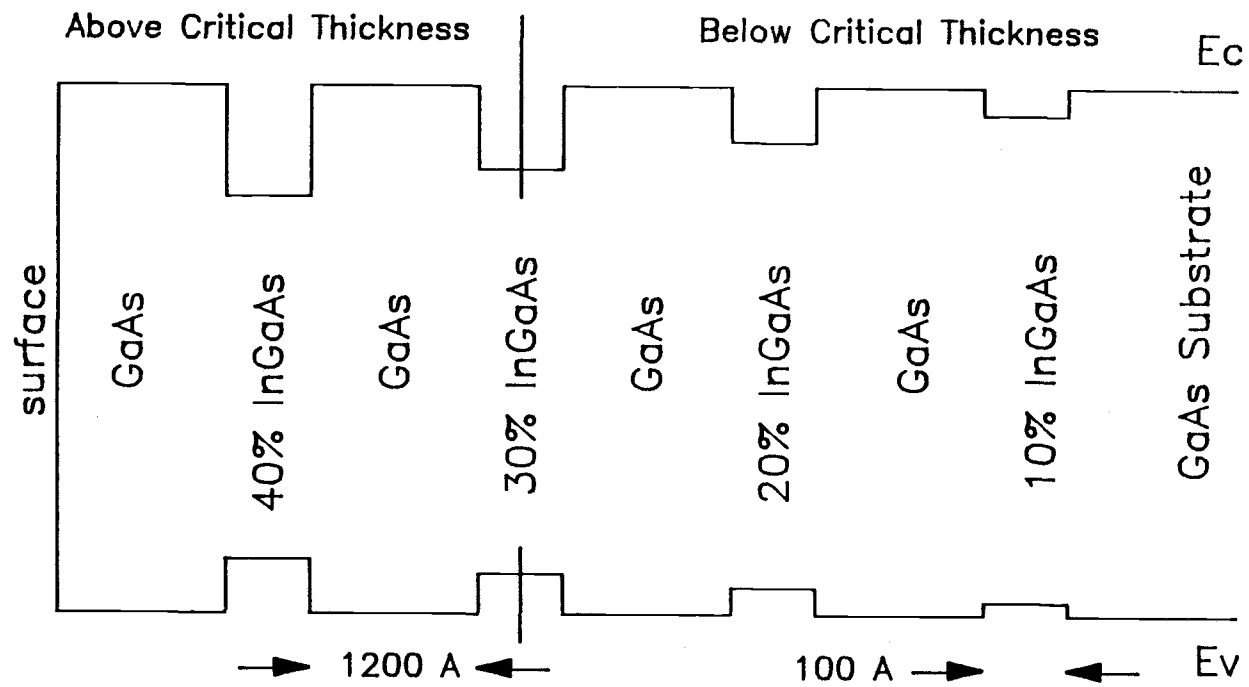 Above Critical Thickness
Below Critical Thickness
Ec
surface
GaAs
40% InGaAs
GaAs
30% InGaAs
GaAs
20% InGaAs
GaAs
10% InGaAs
GaAs Substrate
1200 A
100 A
Ev